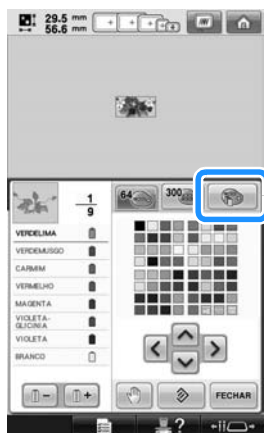 29.5 mm
56.6 mm
1
9
64
300
VERDELIMA
VERDEMUSGO
CARMIM
VERMELHO
MAGENTA
VIOLETA-
GLICINIA
VIOLETA
BRANCO
- +
FECHAR
?